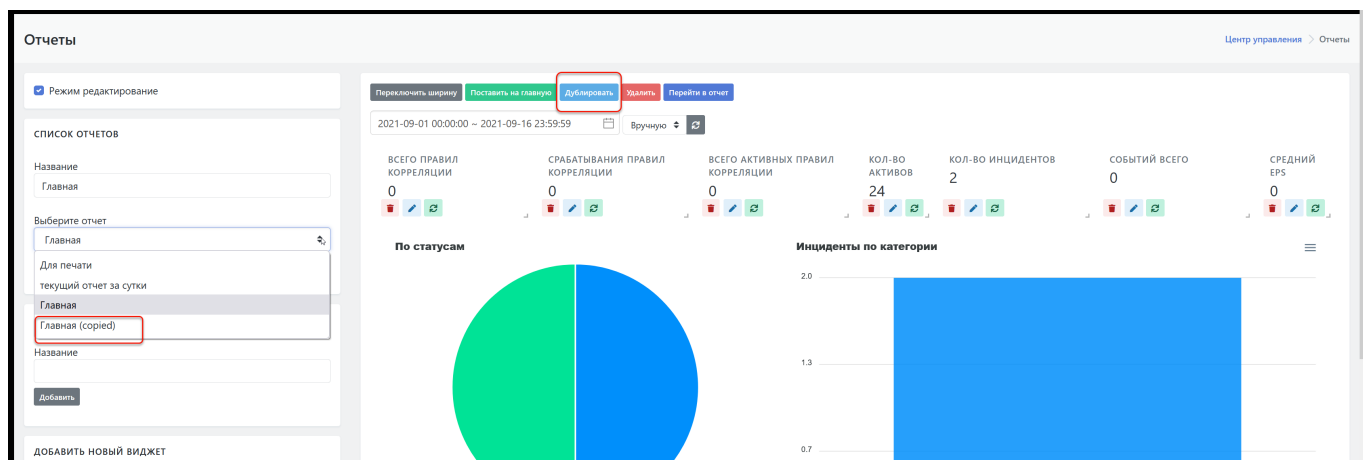 Отчеты
Центр управления > Отчеты
Режим редактирование
СПИСОК ОТЧЕТОВ
Название
Главная
Выберите отчет
Главная
Для печати
текущий отчет за сутки
Главная
Главная (copied)
Название
Добавить
ДОБАВИТЬ НОВЫЙ ВИДЖЕТ
Переключить ширину Поставить на главную Дублировать Удалить Перейти в отчет
2021-09-01 00:00:00 ~ 2021-09-16 23:59:59 Вручную
ВСЕГО ПРАВИЛ
КОРРЕЛЯЦИИ
0
СРАБАТЫВАНИЯ ПРАВИЛ
КОРРЕЛЯЦИИ
0
ВСЕГО АКТИВНЫХ ПРАВИЛ
КОРРЕЛЯЦИИ
0
КОЛ-ВО
АКТИВОВ
24
КОЛ-ВО ИНЦИДЕНТОВ
2
СОБЫТИЙ ВСЕГО
0
СРЕДНИЙ
EPS
0
По статусам
Инциденты по категории
2.0
1.3
0.7